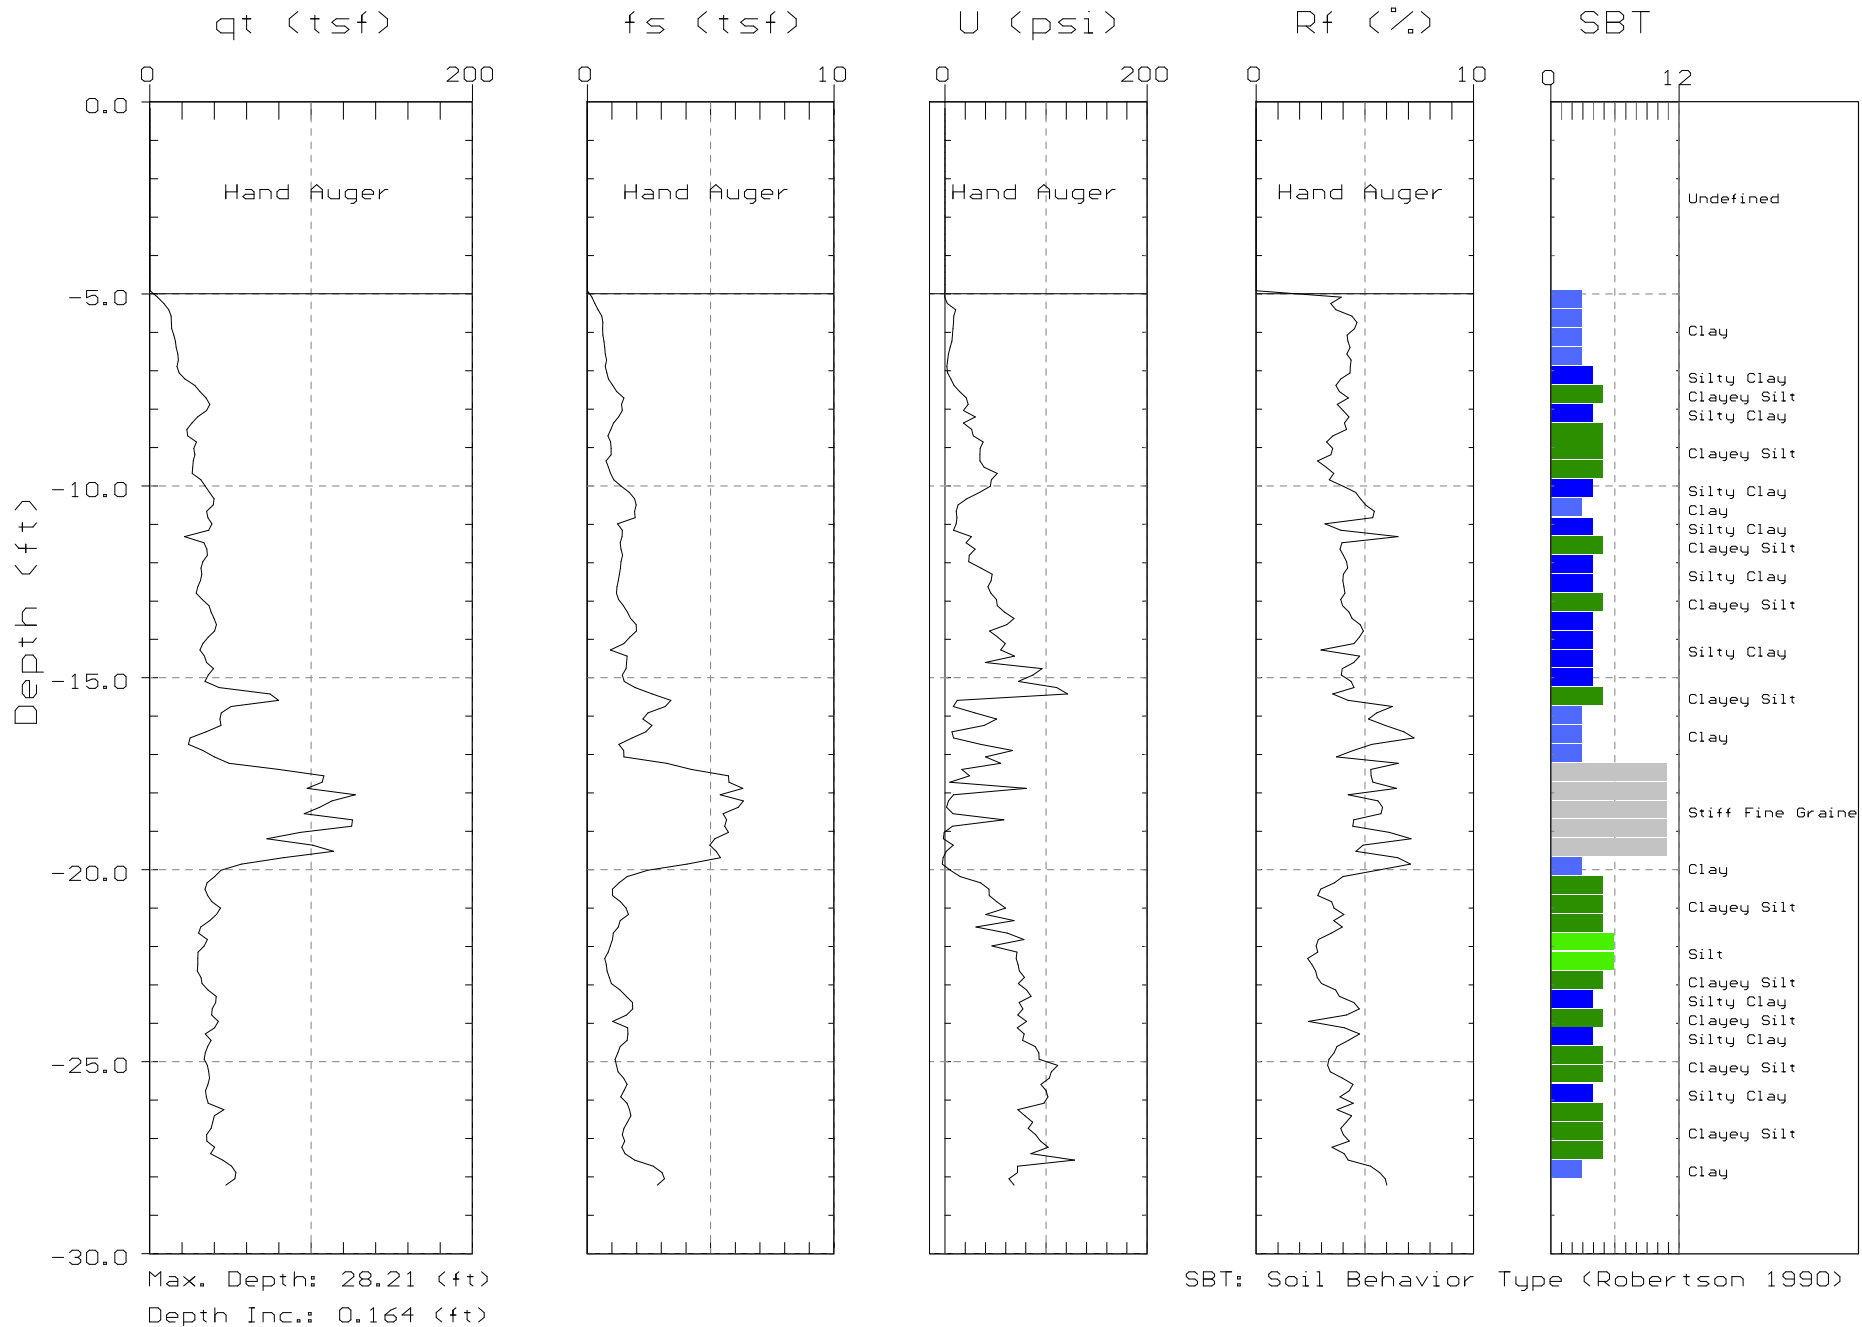 qt (tsf) fs (tsf) U (psi) Rf (%) SBT
0 200 0 10 0 200 0 10 0 12
0.0
Hand Auger Hand Auger Hand Auger Hand Auger Undefined
-5.0
Clay
Silty Clay
Clayey Silt
Silty Clay
Clayey Silt
-10.0
Silty Clay
Clay
Silty Clay
Clayey Silt
Silty Clay
Clayey Silt
Depth (ft)
Silty Clay
-15.0
Clayey Silt
Clay
Stiff Fine Graine
-20.0
Clay
Clayey Silt
Silt
Clayey Silt
Silty Clay
Clayey Silt
Silty Clay
-25.0
Clayey Silt
Silty Clay
Clayey Silt
Clay
-30.0
Max. Depth: 28.21 (ft)
Depth Inc.: 0.164 (ft)
SBT: Soil Behavior Type (Robertson 1990)